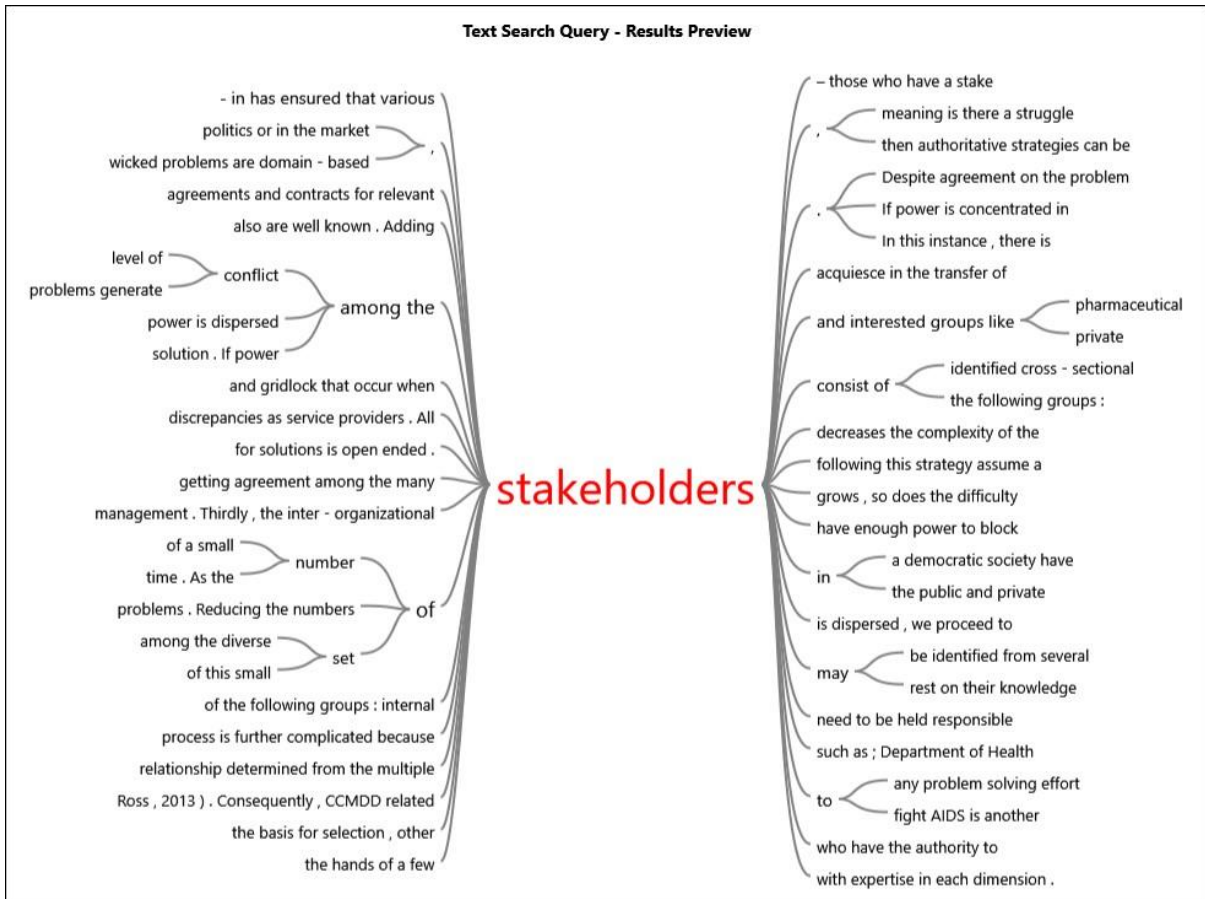 Text Search Query - Results Preview
- in has ensured that various
politics or in the market
,
wicked problems are domain - based
agreements and contracts for relevant
also are well known . Adding
level of
conflict
problems generate
among the
power is dispersed
solution . If power
and gridlock that occur when
discrepancies as service providers . All
for solutions is open ended .
getting agreement among the many
management . Thirdly , the inter - organizational
of a small
number
time . As the
of
problems . Reducing the numbers
among the diverse
set
of this small
of the following groups : internal
process is further complicated because
relationship determined from the multiple
Ross , 2013 ) . Consequently , CCMDD related
the basis for selection , other
the hands of a few
stakeholders
– those who have a stake
,
meaning is there a struggle
then authoritative strategies can be
.
Despite agreement on the problem
If power is concentrated in
In this instance , there is
acquiesce in the transfer of
and interested groups like
pharmaceutical
private
consist of
identified cross - sectional
the following groups :
decreases the complexity of the
following this strategy assume a
grows , so does the difficulty
have enough power to block
in
a democratic society have
the public and private
is dispersed , we proceed to
may
be identified from several
rest on their knowledge
need to be held responsible
such as ; Department of Health
to
any problem solving effort
fight AIDS is another
who have the authority to
with expertise in each dimension .